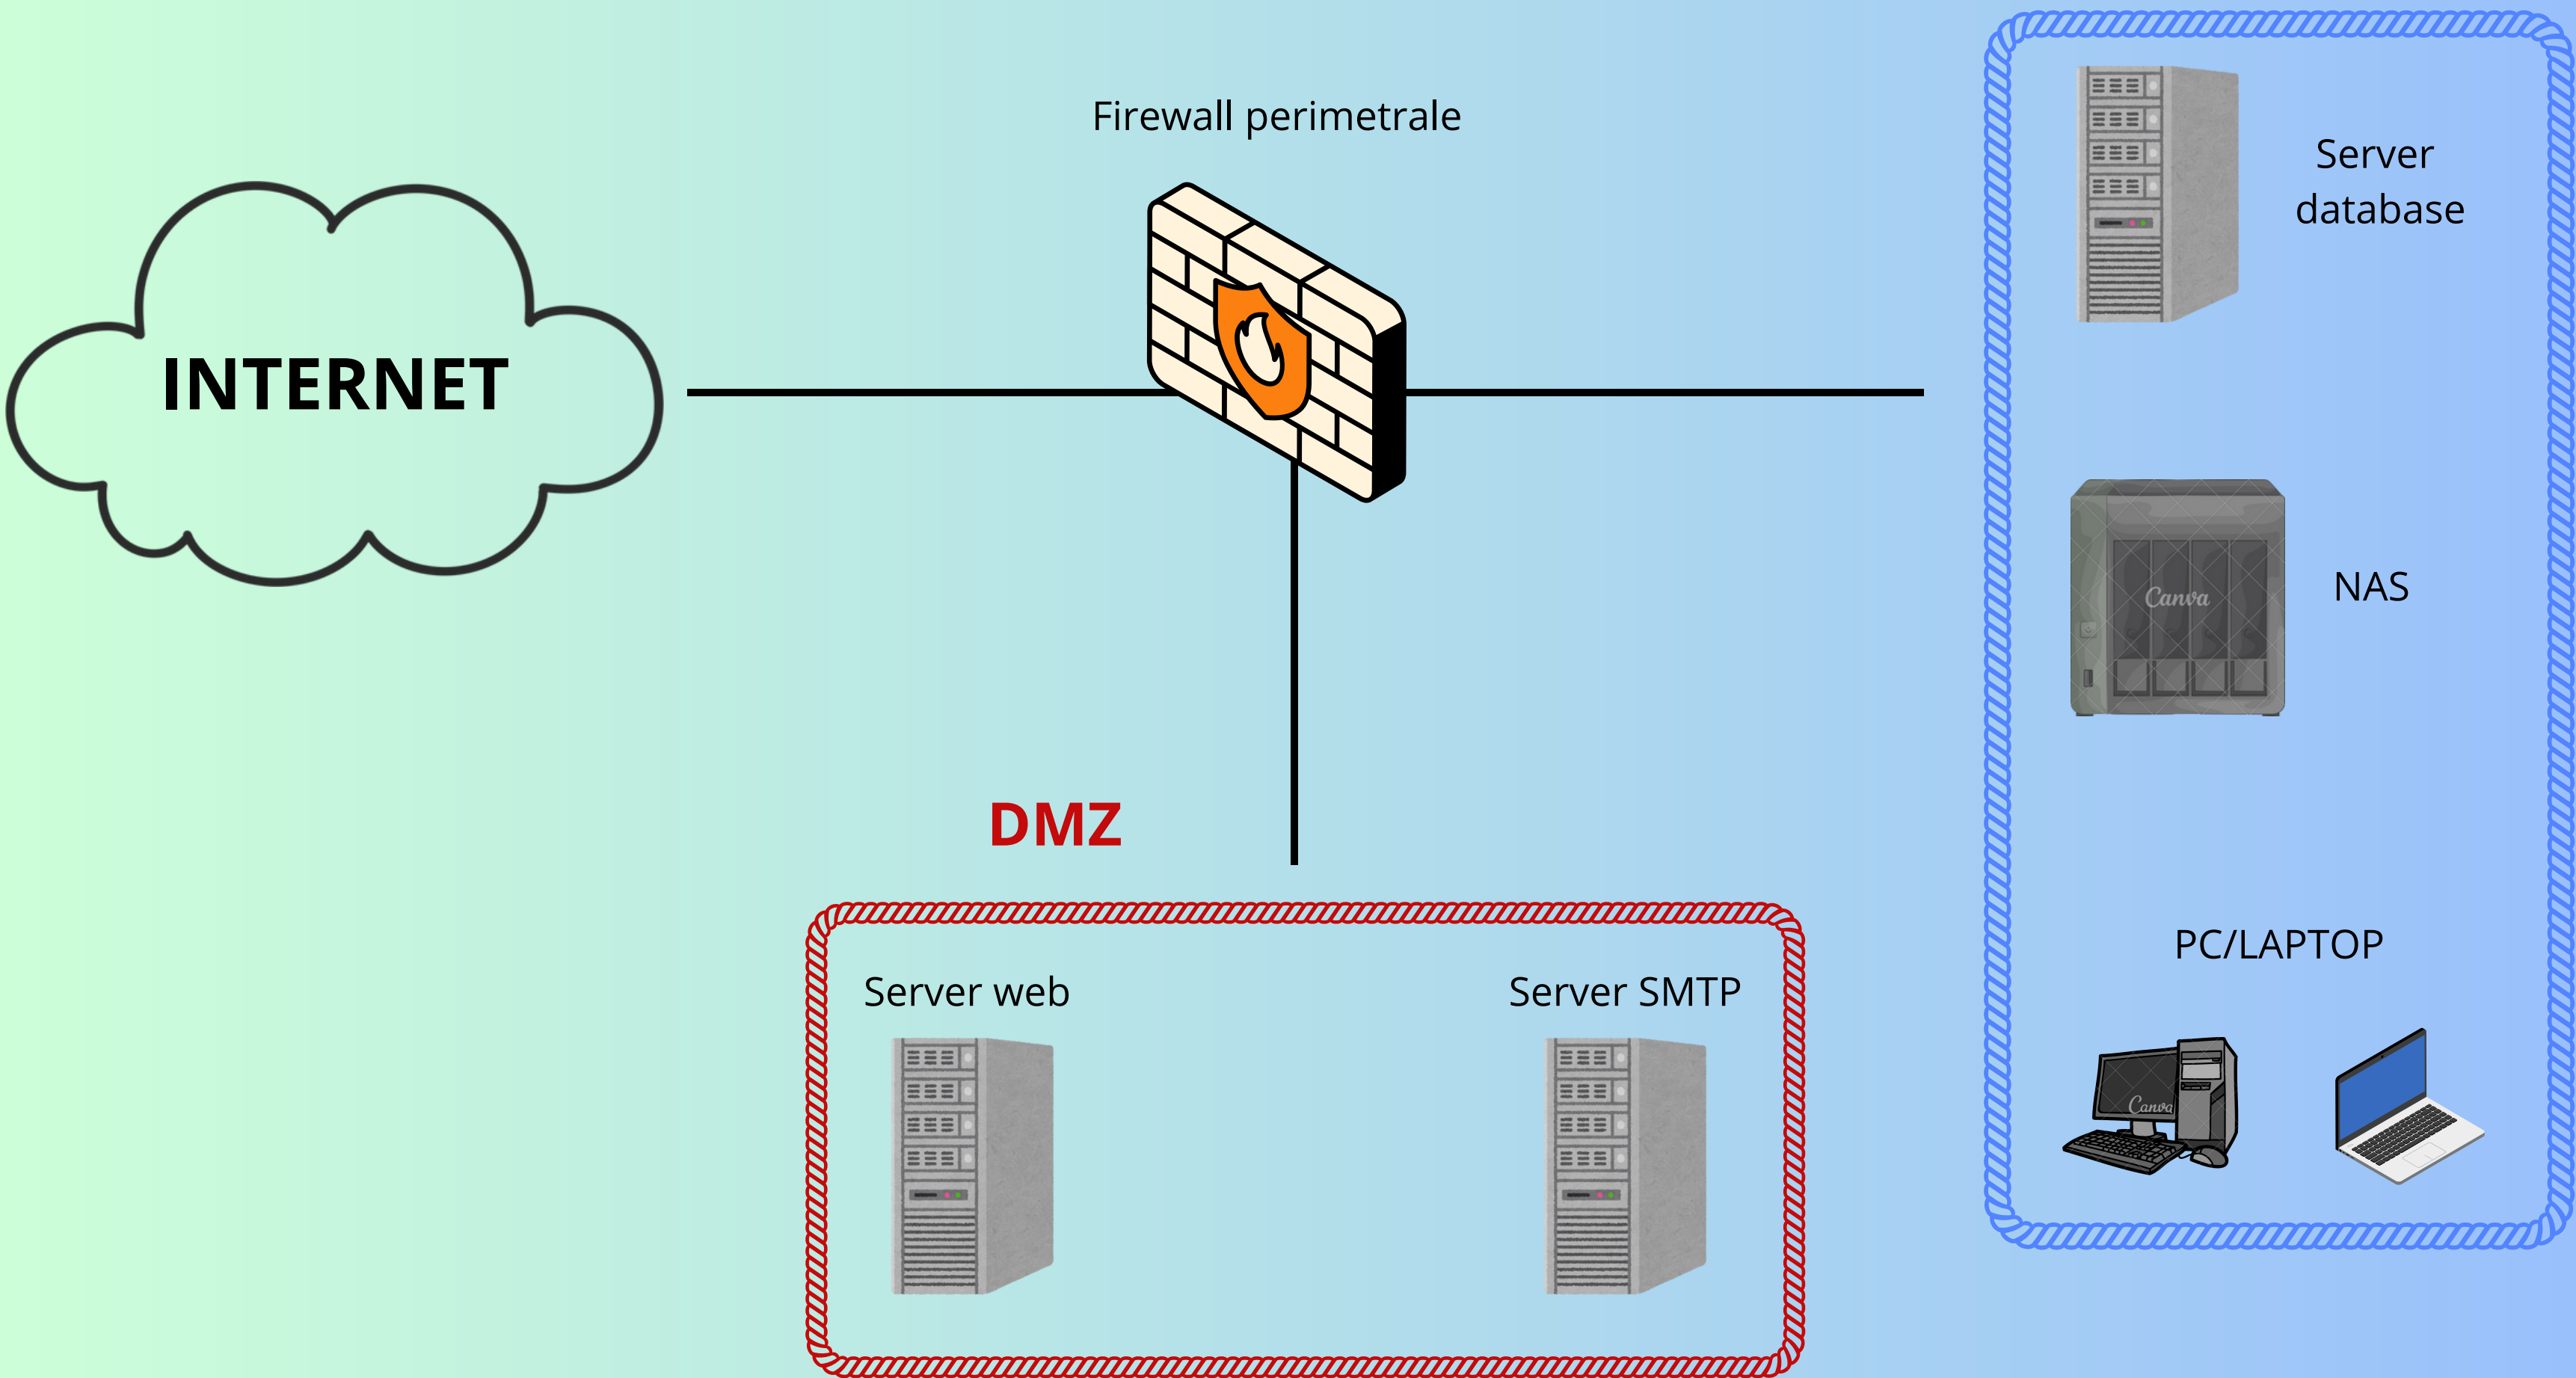 Firewall perimetrale
INTERNET
Server
database
NAS
Canva
DMZ
PC/LAPTOP
Server web
Server SMTP
Canva